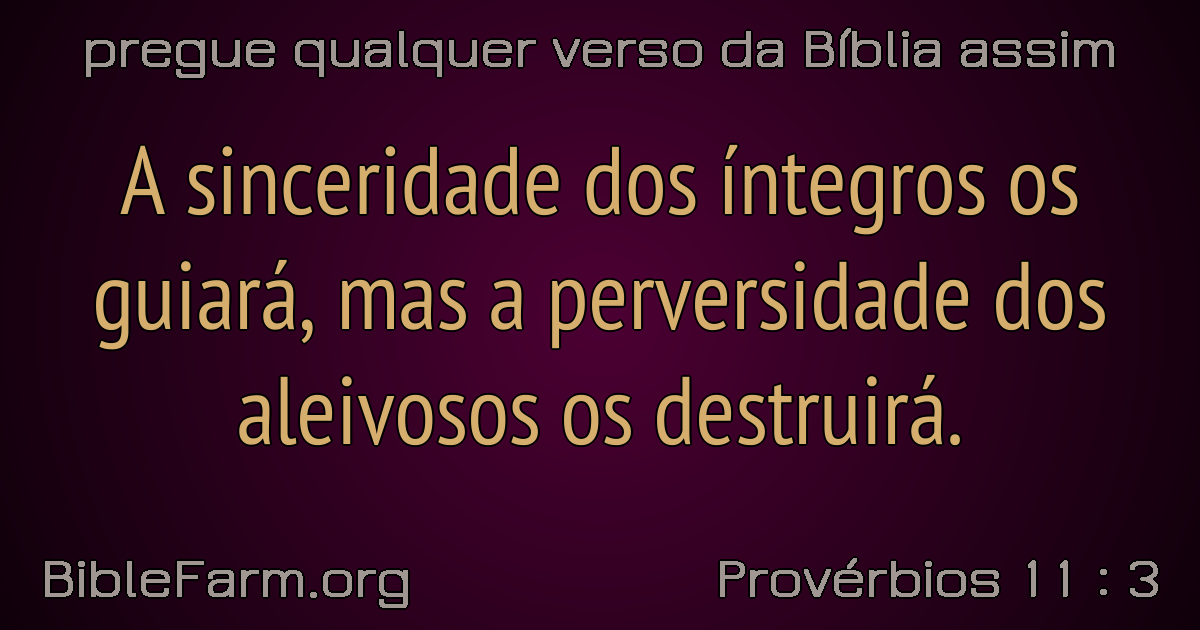 pregue qualquer verso da Bíblia assim
A sinceridade dos íntegros os
guiará, mas a perversidade dos
aleivosos os destruirá.
BibleFarm.org
Provérbios 11 : 3